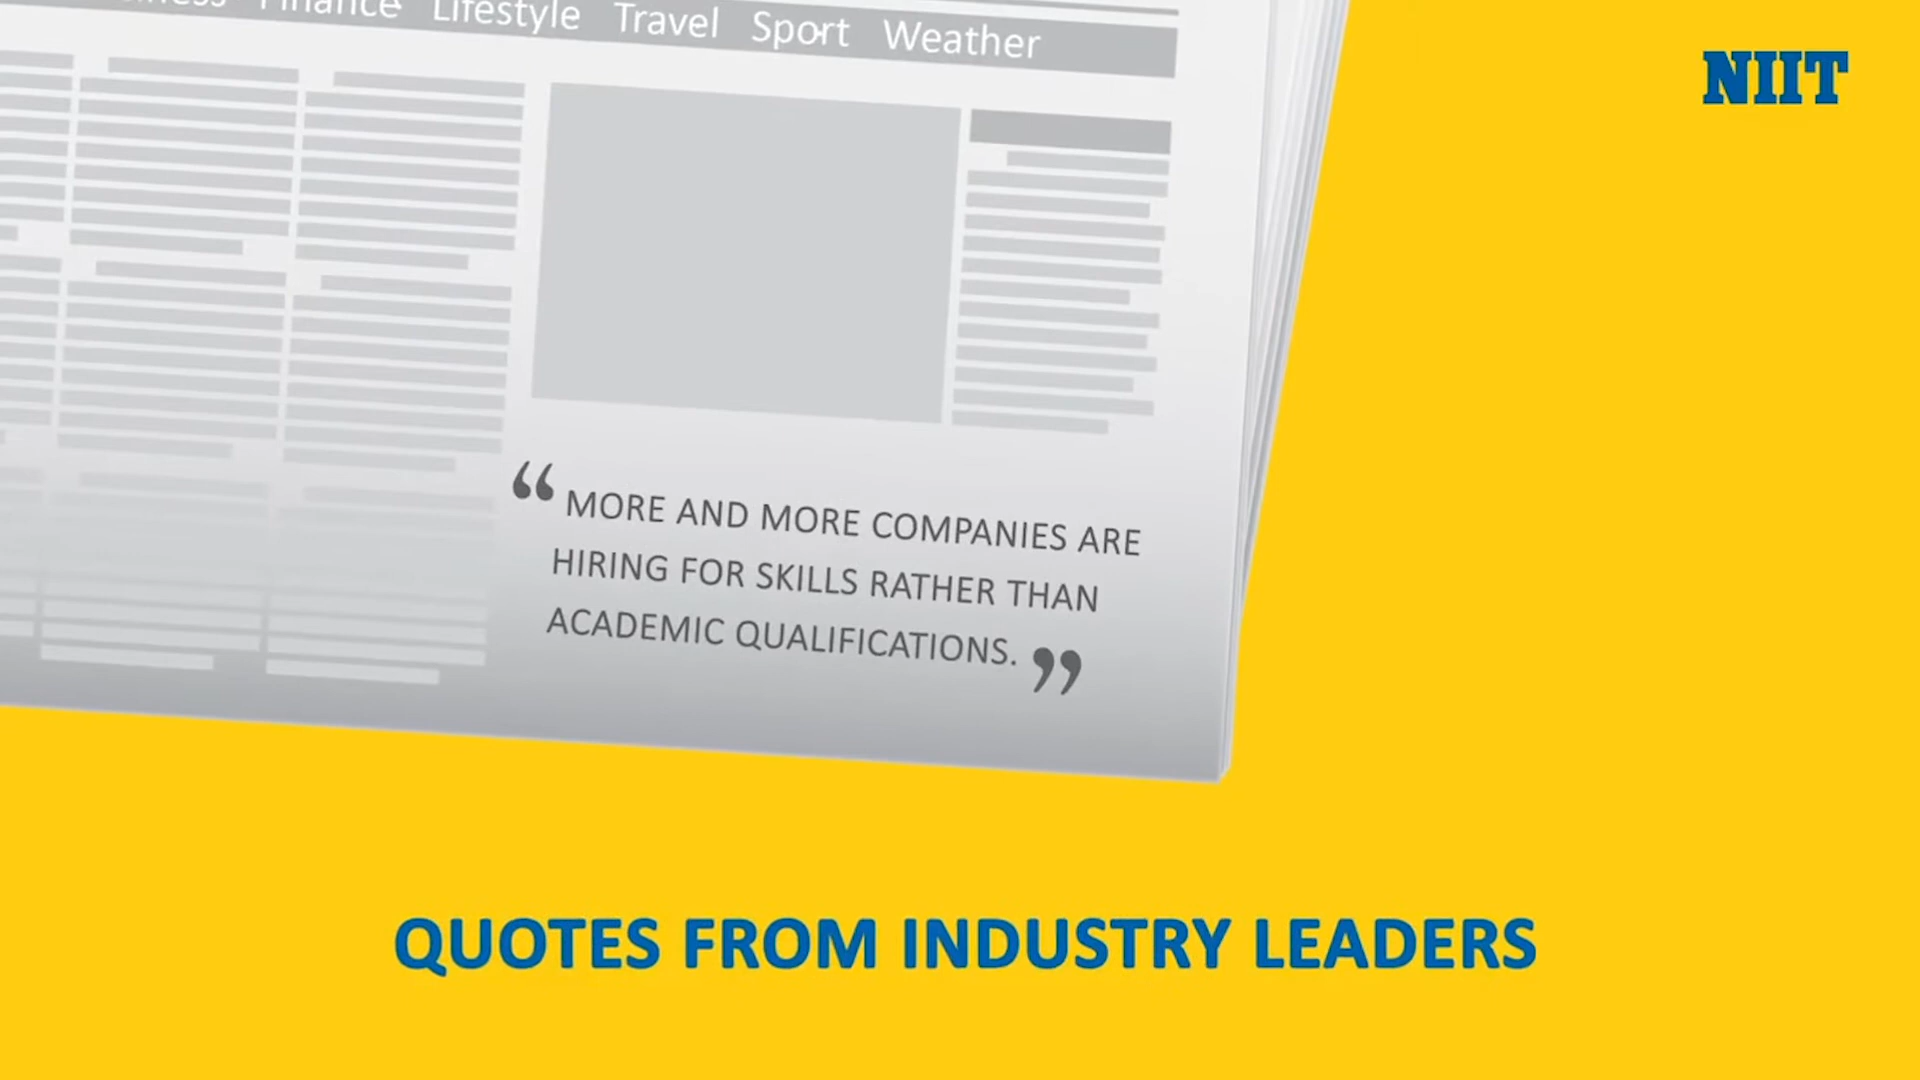 Finance Lifestyle Travel Sport Weather
NIIT
“ MORE AND MORE COMPANIES ARE
HIRING FOR SKILLS RATHER THAN
ACADEMIC QUALIFICATIONS. ”
QUOTES FROM INDUSTRY LEADERS